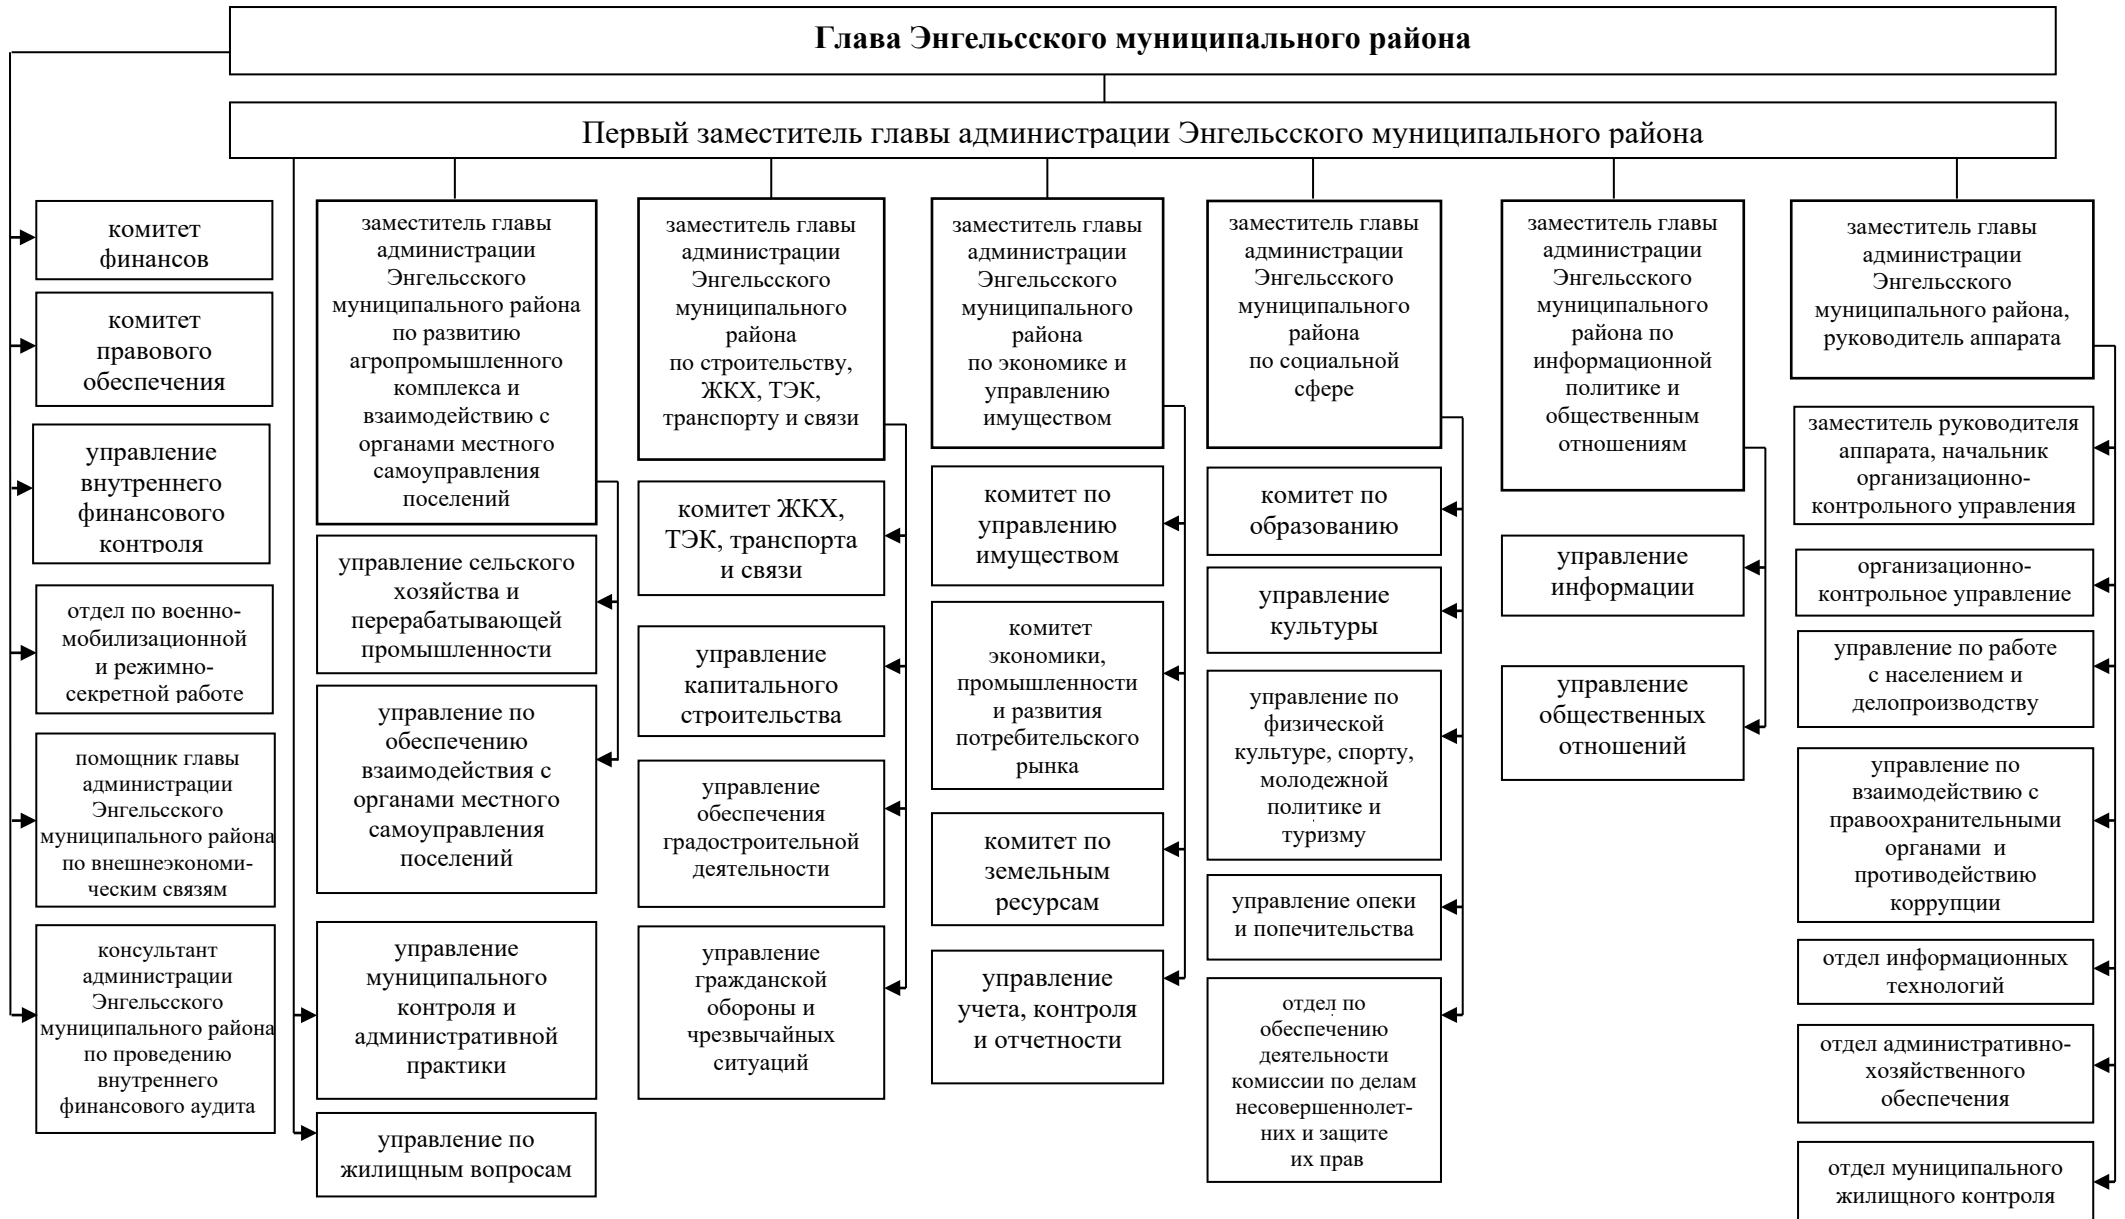 Глава Энгельсского муниципального района
Первый заместитель главы администрации Энгельсского муниципального района
комитет
финансов
комитет
правового
обеспечения
управление
внутреннего
финансового
контроля
отдел по военно-
мобилизационной
и режимно-
секретной работе
помощник главы
администрации
Энгельсского
муниципального района
по внешнеэкономи-
ческим связям
консультант
администрации
Энгельсского
муниципального района
по проведению
внутреннего
финансового аудита
заместитель главы
администрации
Энгельсского
муниципального района
по развитию
агропромышленного
комплекса и
взаимодействию с
органами местного
самоуправления
поселений
управление сельского
хозяйства и
перерабатывающей
промышленности
управление по
обеспечению
взаимодействия с
органами местного
самоуправления
поселений
управление
муниципального
контроля и
административной
практики
управление по
жилищным вопросам
заместитель главы
администрации
Энгельсского
муниципального
района
по строительству,
ЖКХ, ТЭК,
транспорту и связи
комитет ЖКХ,
ТЭК, транспорта
и связи
управление
капитального
строительства
управление
обеспечения
градостроительной
деятельности
управление
гражданской
обороны и
чрезвычайных
ситуаций
заместитель главы
администрации
Энгельсского
муниципального
района
по экономике и
управлению
имуществом
комитет по
управлению
имуществом
комитет
экономики,
промышленности
и развития
потребительского
рынка
комитет по
земельным
ресурсам
управление
учета, контроля
и отчетности
заместитель главы
администрации
Энгельсского
муниципального
района
по социальной
сфере
комитет по
образованию
управление
культуры
управление по
физической
культуре, спорту,
молодежной
политике и
туризму
управление опеки
и попечительства
отдел по
обеспечению
деятельности
комиссии по делам
несовершеннолет-
них и защите
их прав
заместитель главы
администрации
Энгельсского
муниципального
района по
информационной
политике и
общественным
отношениям
управление
информации
управление
общественных
отношений
заместитель главы
администрации
Энгельсского
муниципального района,
руководитель аппарата
заместитель руководителя
аппарата, начальник
организационно-
контрольного управления
организационно-
контрольное управление
управление по работе
с населением и
делопроизводству
управление по
взаимодействию с
правоохранительными
органами и
противодействию
коррупции
отдел информационных
технологий
отдел административно-
хозяйственного
обеспечения
отдел муниципального
жилищного контроля